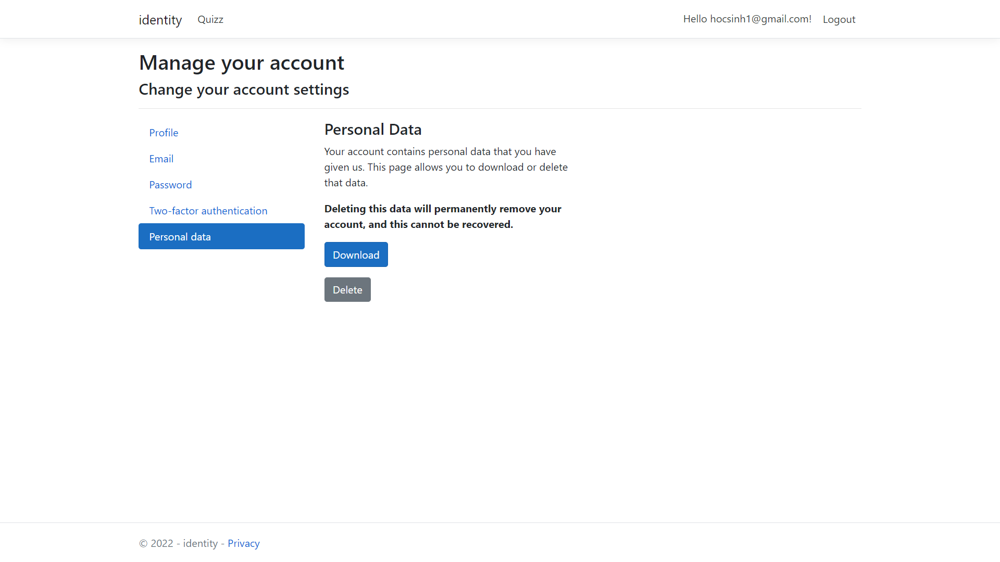 identity
Quizz
Hello hocsinh1@gmail.com!
Logout
Manage your account
Change your account settings
Profile
Email
Password
Two-factor authentication
Personal data
Personal Data
Your account contains personal data that you have
given us. This page allows you to download or delete
that data.
Deleting this data will permanently remove your
account, and this cannot be recovered.
Download
Delete
© 2022 - identity - Privacy